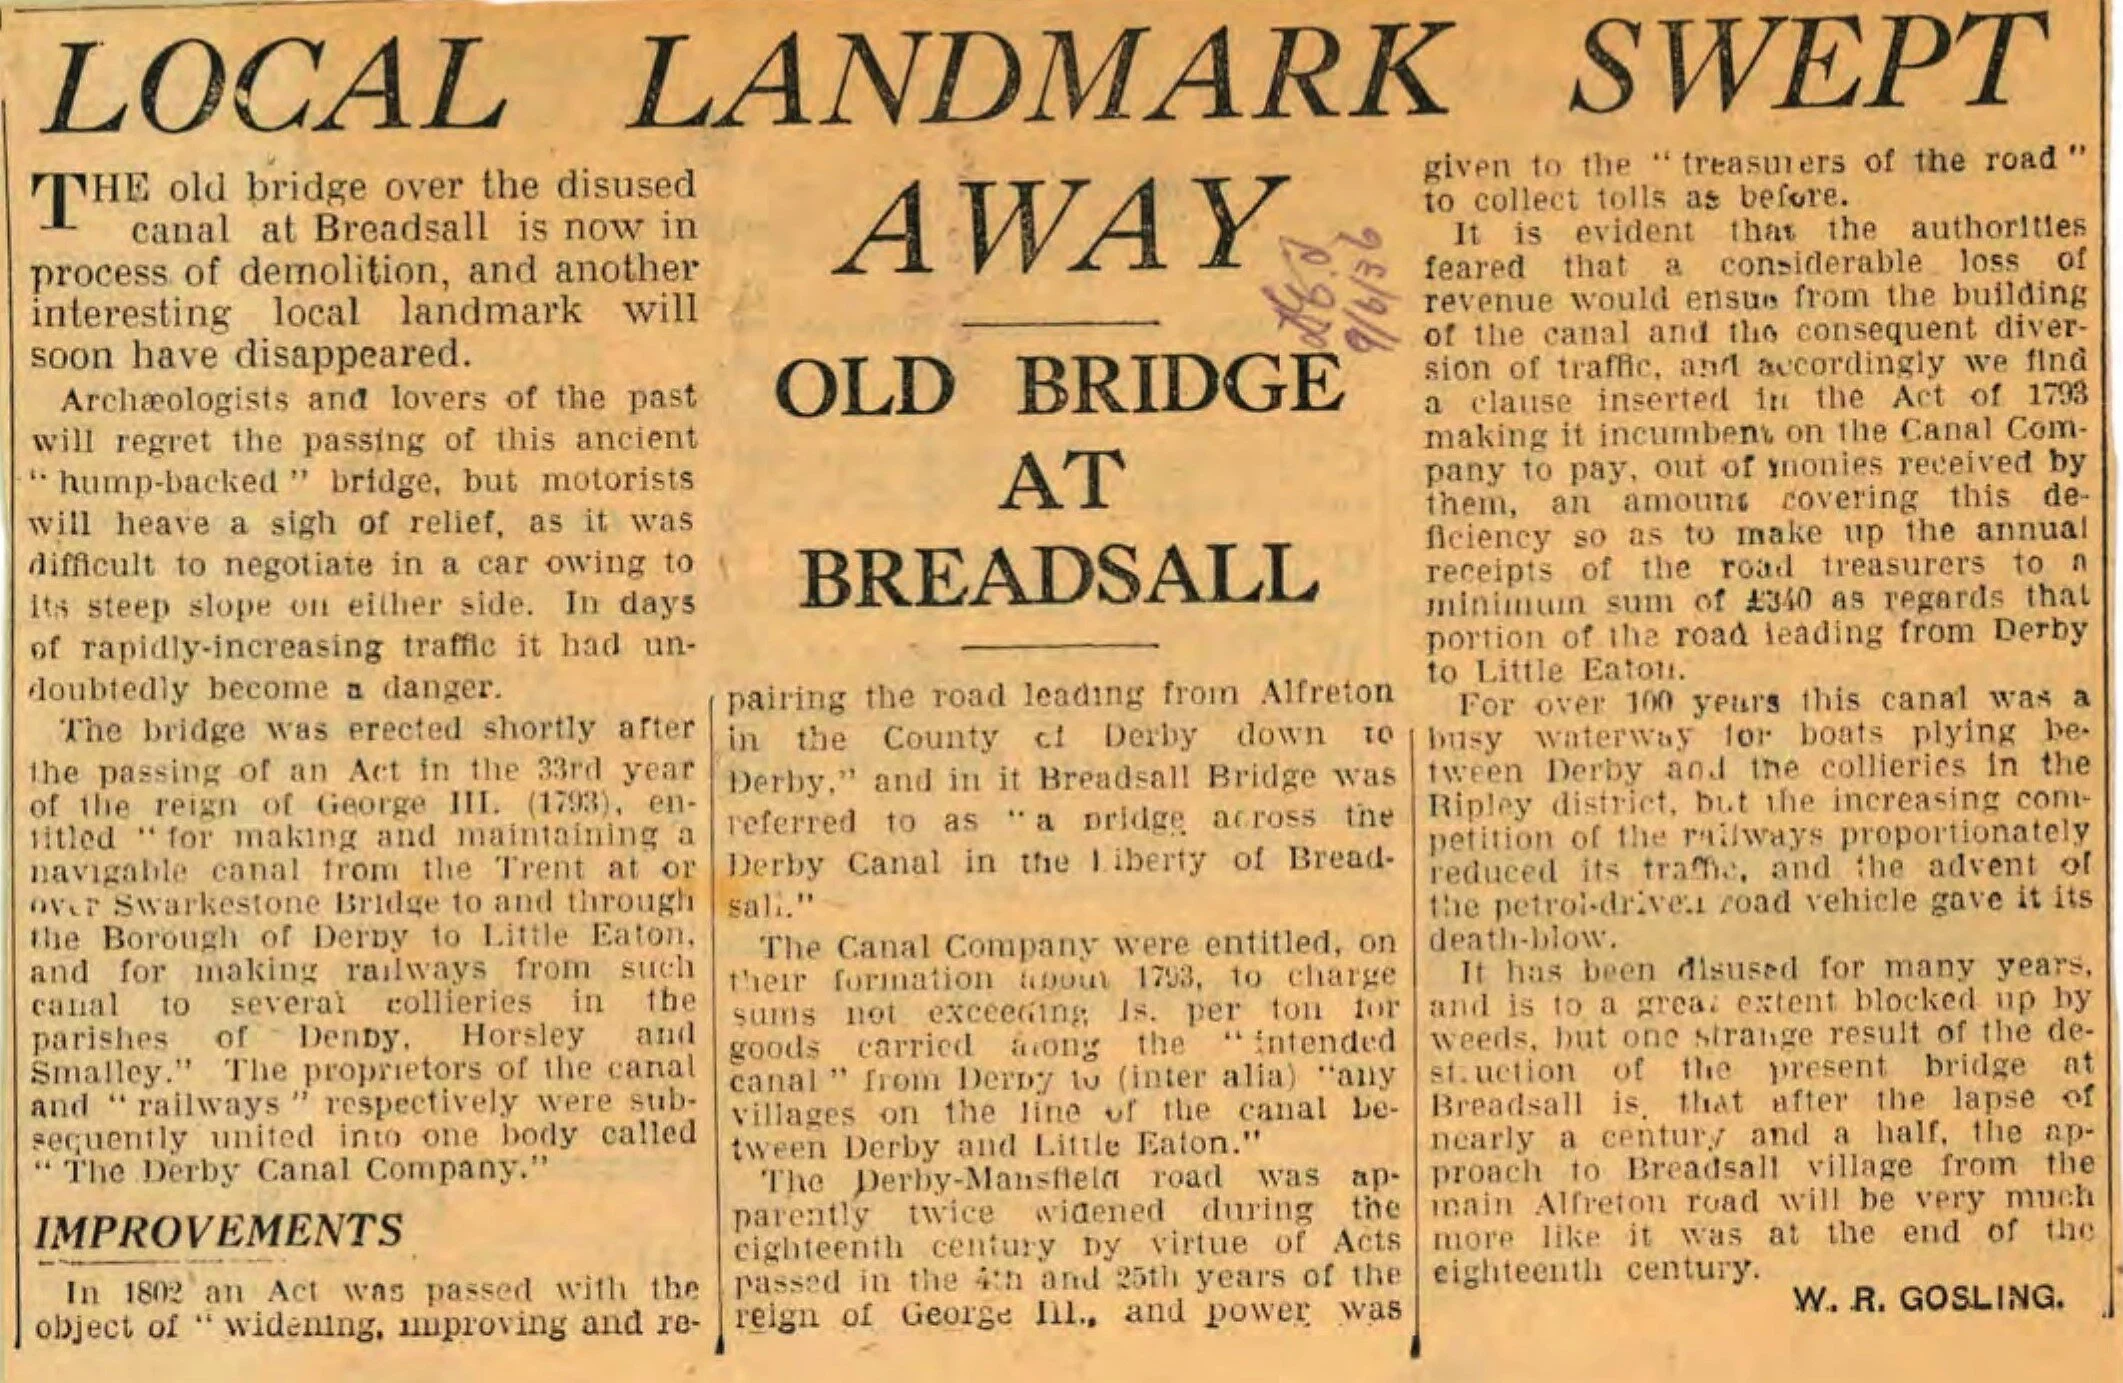 LOCAL LANDMARK SWEPT
AWAY
OLD BRIDGE
AT
BREADSALL
9/6/36
THE old bridge over the disused
canal at Breadsall is now in
process of demolition, and another
interesting local landmark will
soon have disappeared.
Archæologists and lovers of the past
will regret the passing of this ancient
“ hump-backed ” bridge, but motorists
will heave a sigh of relief, as it was
difficult to negotiate in a car owing to
its steep slope on either side. In days
of rapidly-increasing traffic it had un-
doubtedly become a danger.
The bridge was erected shortly after
the passing of an Act in the 33rd year
of the reign of George III. (1793), en-
titled “ for making and maintaining a
navigable canal from the Trent at or
over Swarkestone Bridge to and through
the Borough of Derby to Little Eaton,
and for making railways from such
canal to several collieries in the
parishes of Denby, Horsley and
Smalley.” The proprietors of the canal
and “ railways ” respectively were sub-
sequently united into one body called
“ The Derby Canal Company.”
IMPROVEMENTS
In 1802 an Act was passed with the
object of “ widening, improving and re-
pairing the road leading from Alfreton
in the County of Derby down to
Derby,” and in it Breadsall Bridge was
referred to as “ a bridge across the
Derby Canal in the Liberty of Bread-
sall.”
The Canal Company were entitled, on
their formation about 1793, to charge
sums not exceeding 1s. per ton for
goods carried along the “ intended
canal ” from Derby to (inter alia) “any
villages on the line of the canal be-
tween Derby and Little Eaton.”
The Derby-Mansfield road was ap-
parently twice widened during the
eighteenth century by virtue of Acts
passed in the 4th and 25th years of the
reign of George III., and power was
given to the “ treasurers of the road ”
to collect tolls as before.
It is evident that the authorities
feared that a considerable loss of
revenue would ensue from the building
of the canal and the consequent diver-
sion of traffic, and accordingly we find
a clause inserted in the Act of 1793
making it incumbent on the Canal Com-
pany to pay, out of monies received by
them, an amount covering this de-
ficiency so as to make up the annual
receipts of the road treasurers to a
minimum sum of £340 as regards that
portion of the road leading from Derby
to Little Eaton.
For over 100 years this canal was a
busy waterway for boats plying be-
tween Derby and the collieries in the
Ripley district, but the increasing com-
petition of the railways proportionately
reduced its traffic, and the advent of
the petrol-driven road vehicle gave it its
death-blow.
It has been disused for many years,
and is to a great extent blocked up by
weeds, but one strange result of the de-
struction of the present bridge at
Breadsall is, that after the lapse of
nearly a century and a half, the ap-
proach to Breadsall village from the
main Alfreton road will be very much
more like it was at the end of the
eighteenth century.
W. R. GOSLING.